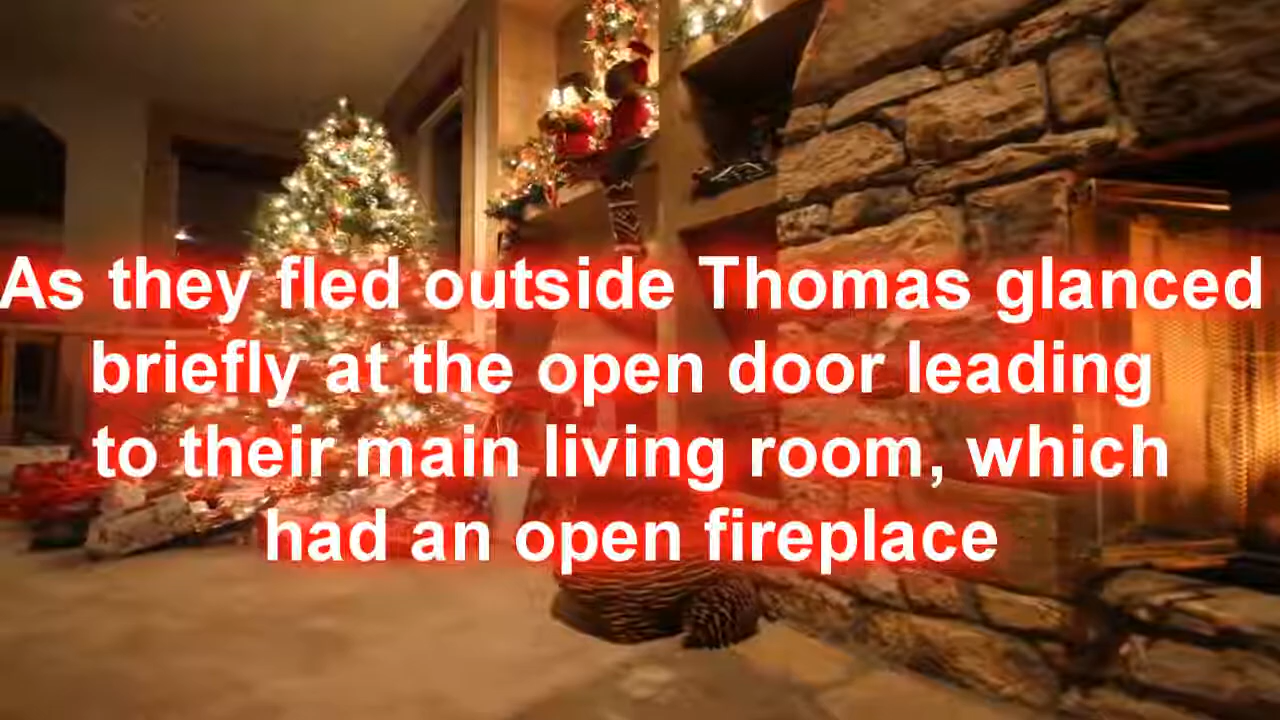 As they fled outside Thomas glanced
briefly at the open door leading
to their main living room, which
had an open fireplace